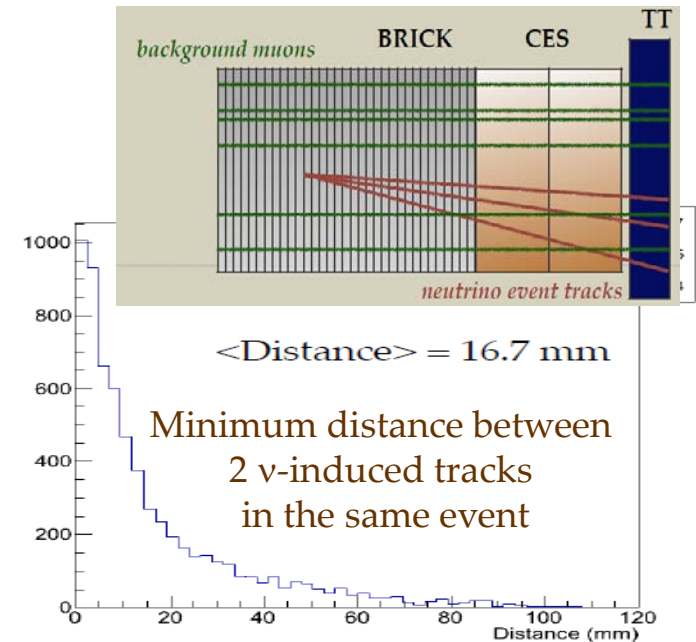 TT
BRICK CES
background muons
neutrino event tracks
1000
800
600
400
200
0
<Distance> = 16.7 mm
Minimum distance between
2 ν-induced tracks
in the same event
0 20 40 60 80 100 120
Distance (mm)